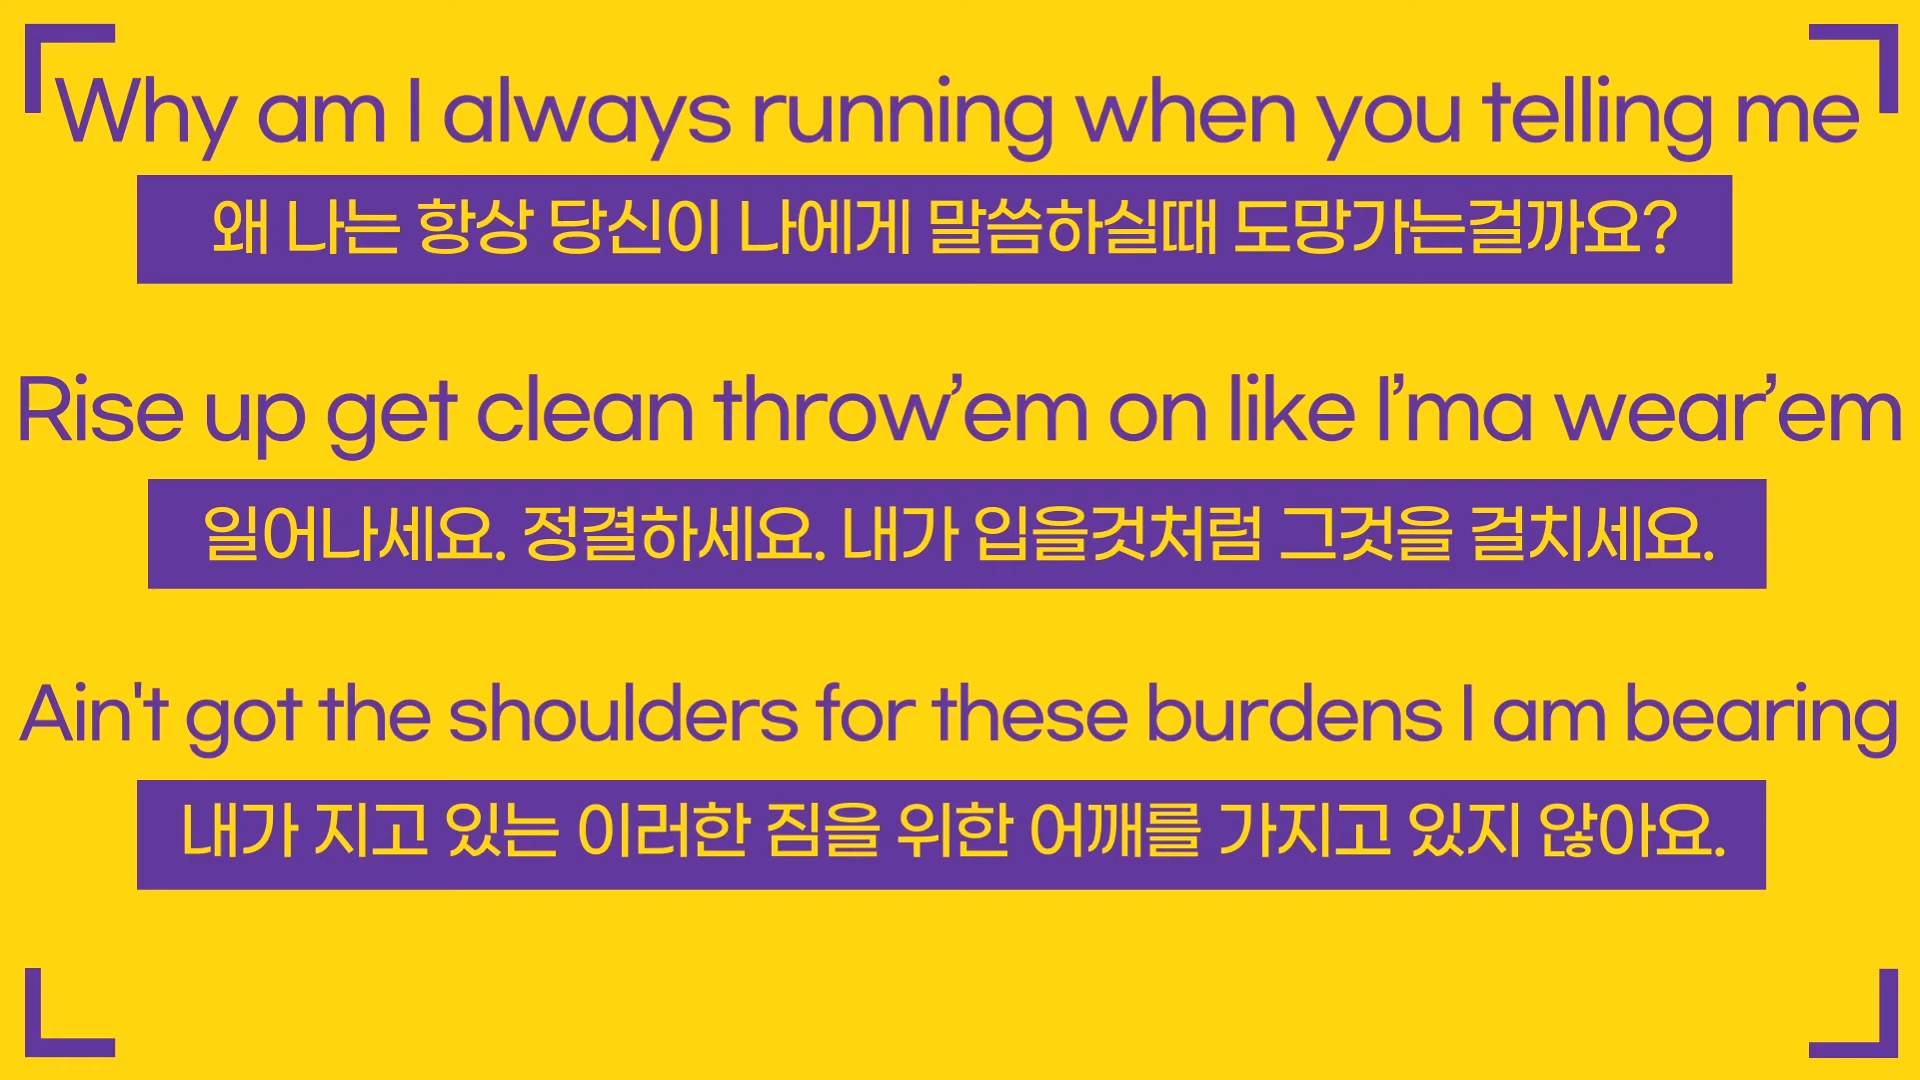 Why am I always running when you telling me
왜 나는 항상 당신이 나에게 말씀하실때 도망가는걸까요?
Rise up get clean throw’em on like I’ma wear’em
일어나세요. 정결하세요. 내가 입을것처럼 그것을 걸치세요.
Ain't got the shoulders for these burdens I am bearing
내가 지고 있는 이러한 짐을 위한 어깨를 가지고 있지 않아요.